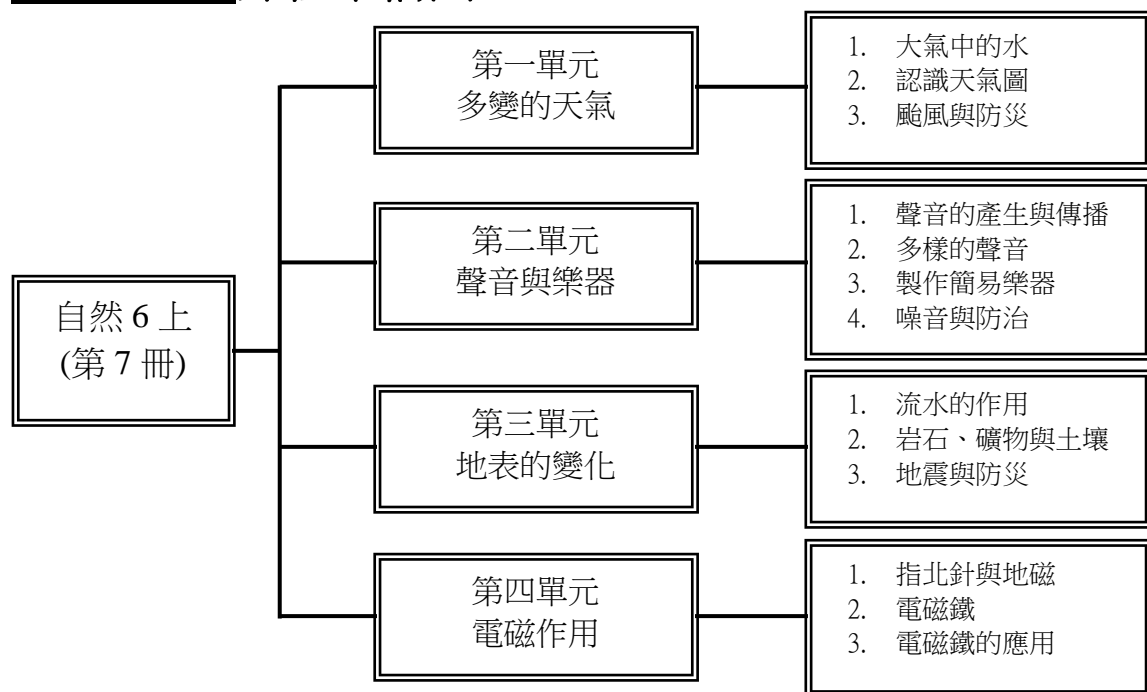 自然 6 上
(第 7 冊)
第一單元
多變的天氣
1. 大氣中的水
2. 認識天氣圖
3. 颱風與防災
第二單元
聲音與樂器
1. 聲音的產生與傳播
2. 多樣的聲音
3. 製作簡易樂器
4. 噪音與防治
第三單元
地表的變化
1. 流水的作用
2. 岩石、礦物與土壤
3. 地震與防災
第四單元
電磁作用
1. 指北針與地磁
2. 電磁鐵
3. 電磁鐵的應用